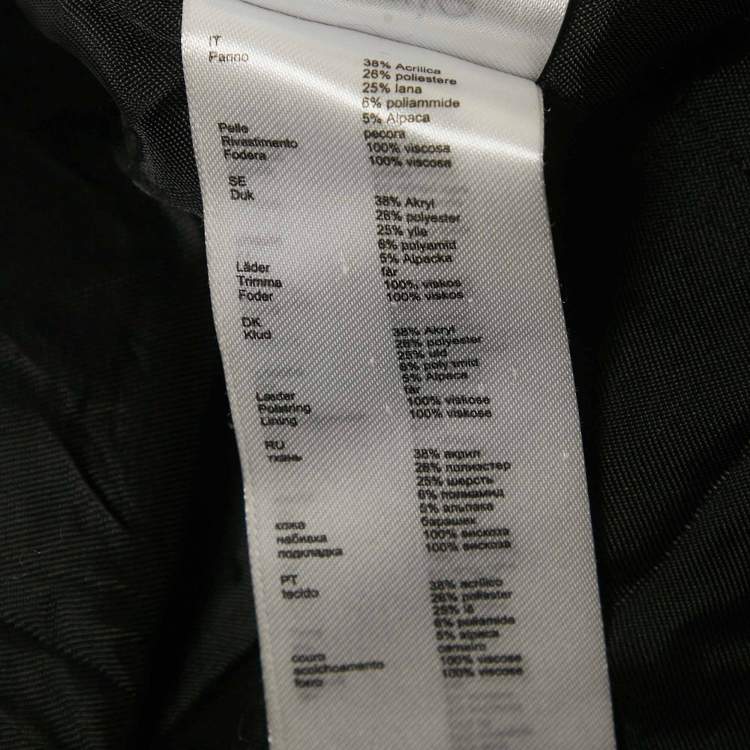 IT
Panno 38% Acrilica
26% poliestere
25% lana
6% poliammide
5% Alpaca
Pelle pecora
Rivestimento 100% viscosa
Fodera 100% viscosa
SE
Duk 38% Akryl
26% polyester
25% ylle
6% polyamid
5% Alpacka
Läder får
Trimma 100% viskos
Foder 100% viskos
DK
Klud 38% Akryl
26% polyester
25% uld
6% polyamid
5% Alpaca
Læder får
Polstring 100% viskose
Lining 100% viskose
RU
ткань 38% акрил
26% полиэстер
25% шерсть
6% полиамид
5% альпака
кожа барашек
набивка 100% вискоза
подкладка 100% вискоза
PT
tecido 38% acrílico
26% poliester
25% lã
6% poliamida
5% alpaca
couro carneiro
scolchoamento 100% viscose
forro 100% viscose